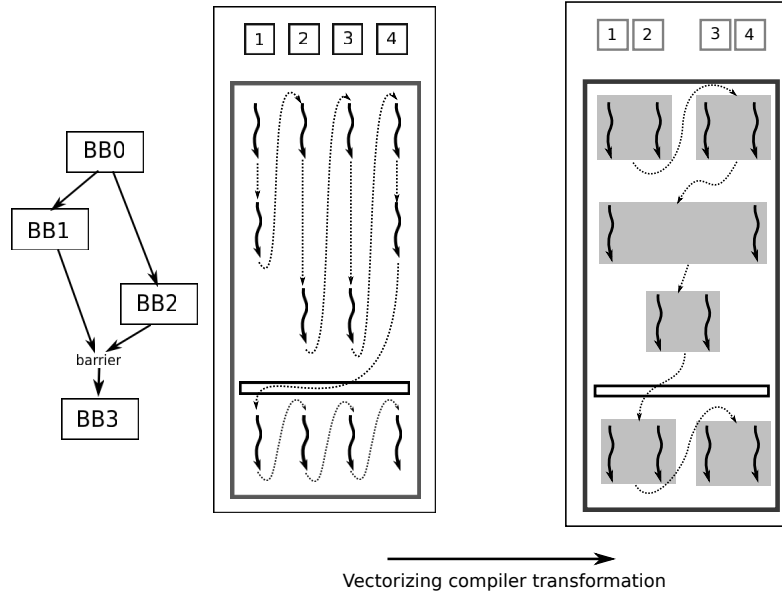 1 2 3 4
1 2 3 4
BB0
BB1
BB2
barrier
BB3
Vectorizing compiler transformation